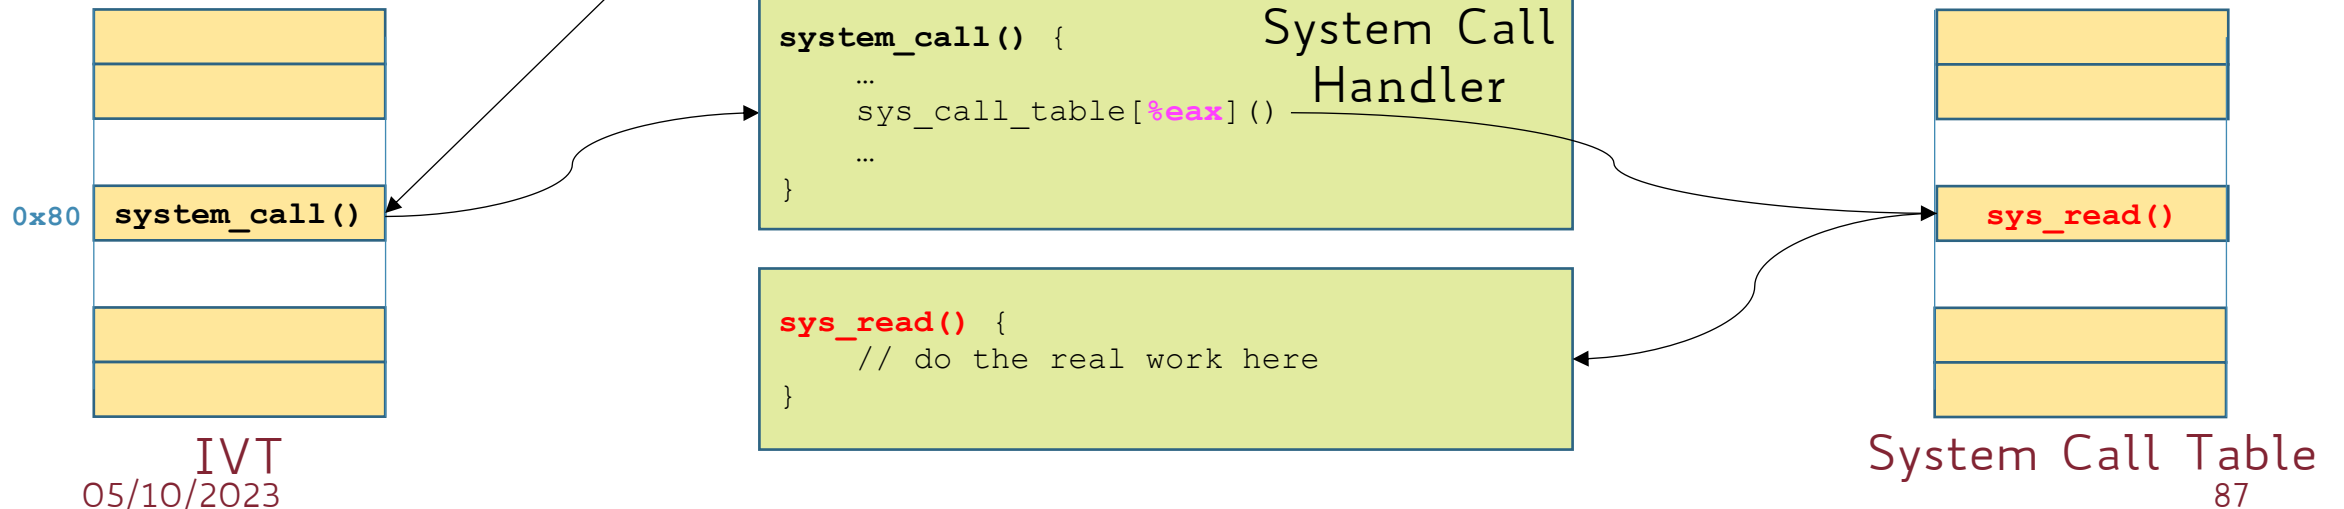 0x80
system_call()
IVT
05/10/2023
system_call() {
…
sys_call_table[%eax]()
…
}
System Call
Handler
sys_read() {
// do the real work here
}
sys_read()
System Call Table
87